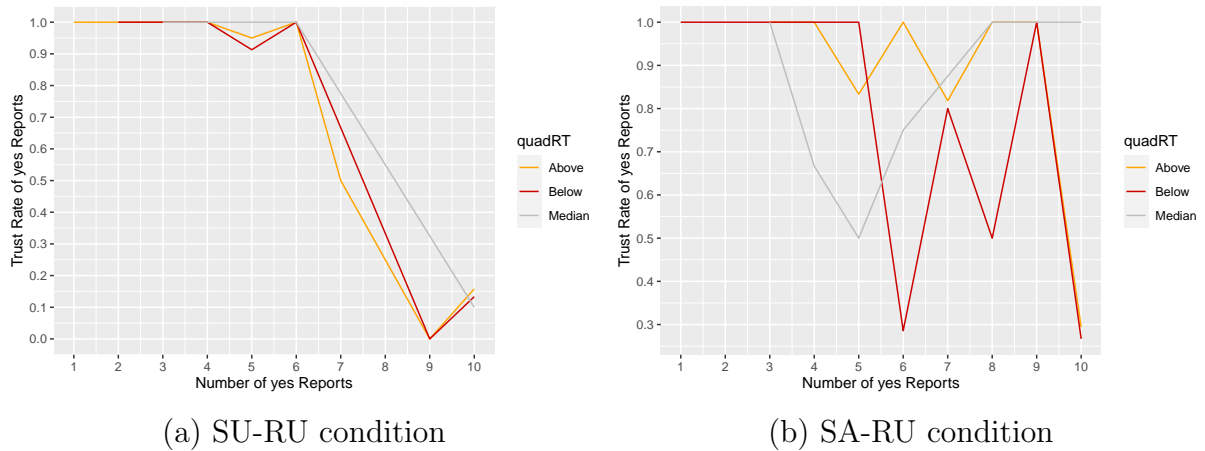 1.0
0.9
0.8
0.7
0.6
0.5
0.4
0.3
0.2
0.1
0.0
Trust Rate of yes Reports
1 2 3 4 5 6 7 8 9 10
Number of yes Reports
quadRT
Above
Below
Median
(a) SU-RU condition
1.0
0.9
0.8
0.7
0.6
0.5
0.4
0.3
Trust Rate of yes Reports
1 2 3 4 5 6 7 8 9 10
Number of yes Reports
quadRT
Above
Below
Median
(b) SA-RU condition